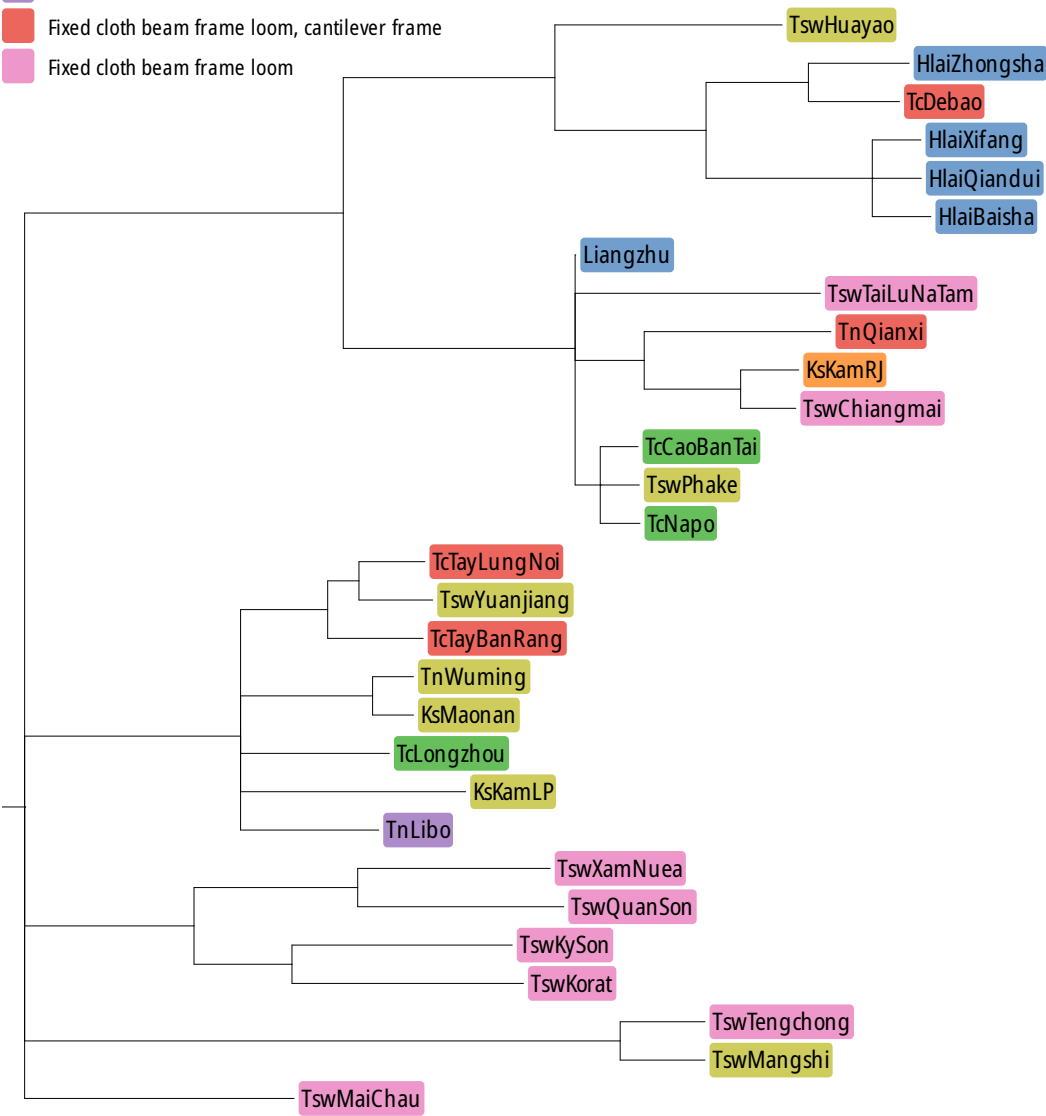 Fixed cloth beam frame loom, cantilever frame
Fixed cloth beam frame loom
TswHuayao
HlaiZhongsha
TcDebao
HlaiXifang
HlaiQiandui
HlaiBaisha
Liangzhu
TswTaiLuNaTam
TnQianxi
KsKamRJ
TswChiangmai
TcCaoBanTai
TswPhake
TcNapo
TcTayLungNoi
TswYuanjiang
TcTayBanRang
TnWuming
KsMaonan
TcLongzhou
KsKamLP
TnLibo
TswXamNuea
TswQuanSon
TswKySon
TswKorat
TswTengchong
TswMangshi
TswMaiChau